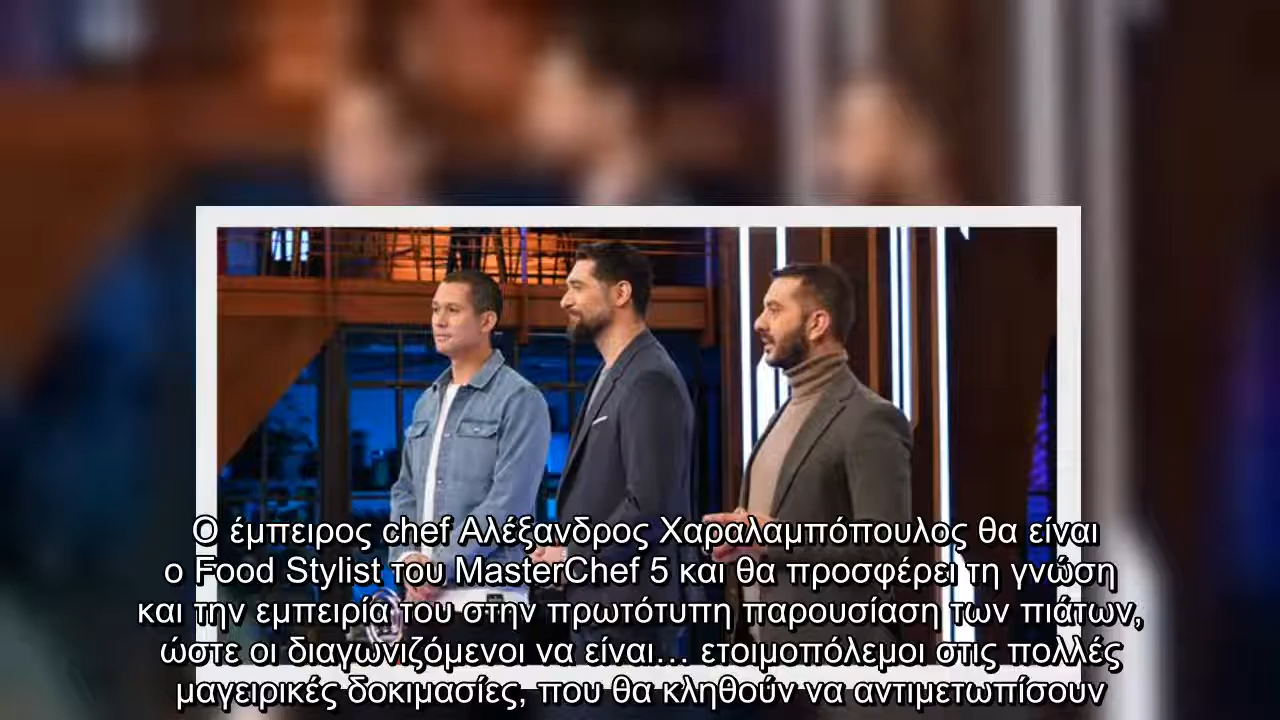 Ο έμπειρος chef Αλέξανδρος Χαραλαμπόπουλος θα είναι
ο Food Stylist του MasterChef 5 και θα προσφέρει τη γνώση
και την εμπειρία του στην πρωτότυπη παρουσίαση των πιάτων,
ώστε οι διαγωνιζόμενοι να είναι… ετοιμοπόλεμοι στις πολλές
μαγειρικές δοκιμασίες, που θα κληθούν να αντιμετωπίσουν